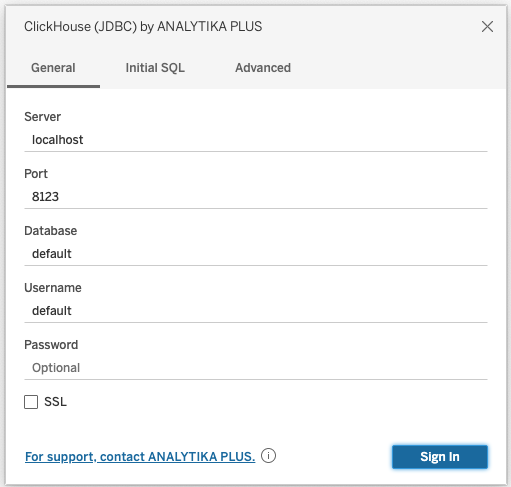 ClickHouse (JDBC) by ANALYTIKA PLUS
General Initial SQL Advanced
Server
localhost
Port
8123
Database
default
Username
default
Password
Optional
SSL
For support, contact ANALYTIKA PLUS. i Sign In